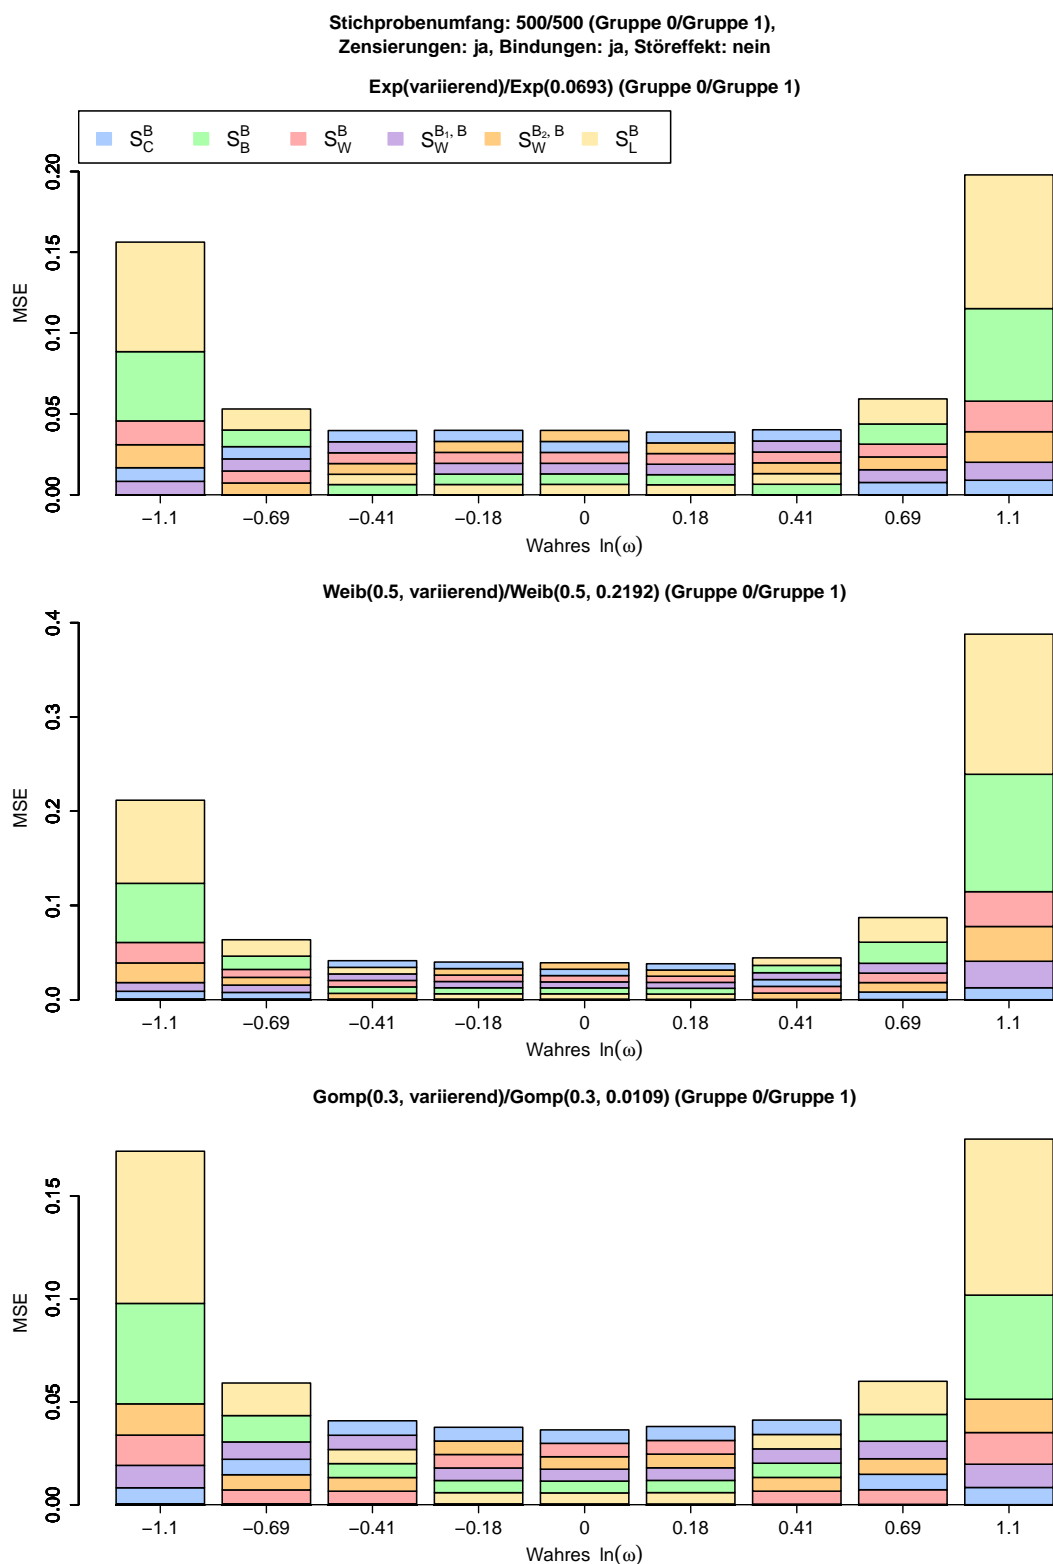 Stichprobenumfang: 500/500 (Gruppe 0/Gruppe 1),
Zensierungen: ja, Bindungen: ja, Störeffekt: nein
Exp(variierend)/Exp(0.0693) (Gruppe 0/Gruppe 1)
S_C^B S_B^B S_W^B S_W^{B₁, B} S_W^{B₂, B} S_L^B
MSE
0.20
0.15
0.10
0.05
0.00
−1.1 −0.69 −0.41 −0.18 0 0.18 0.41 0.69 1.1
Wahres ln(ω)
Weib(0.5, variierend)/Weib(0.5, 0.2192) (Gruppe 0/Gruppe 1)
MSE
0.4
0.3
0.2
0.1
0.0
−1.1 −0.69 −0.41 −0.18 0 0.18 0.41 0.69 1.1
Wahres ln(ω)
Gomp(0.3, variierend)/Gomp(0.3, 0.0109) (Gruppe 0/Gruppe 1)
MSE
0.15
0.10
0.05
0.00
−1.1 −0.69 −0.41 −0.18 0 0.18 0.41 0.69 1.1
Wahres ln(ω)